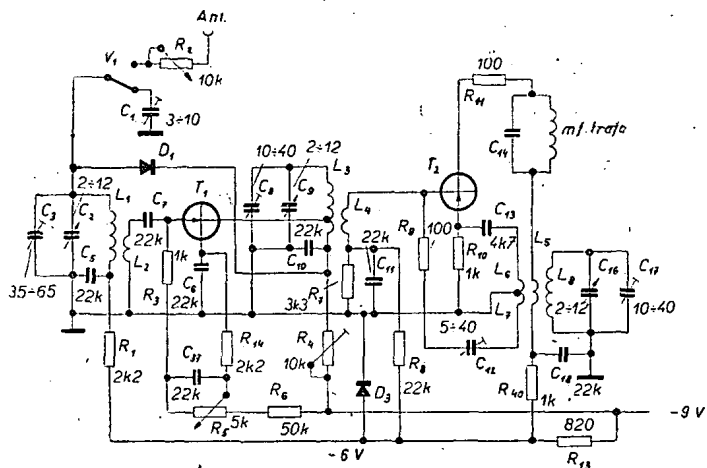 Ant.
R2
10k
V1
C1
3÷10
100
R11
C14
mf. trafo
D1
10÷40
2÷12
L3
T2
2÷12
L1
C7
T1
C8
C9
L4
C3
C2
22k
R9
100
C13
4k7
L5
C5
L2
1k
C10
22k
22k
C11
R10
1k
L6
L8
C16
C17
35÷65
22k
R3
22k
C6
R7
3k3
L7
2÷12
10÷40
5÷40
R1
2k2
C37
22k
R14
2k2
R4
10k
R8
22k
C12
C18
22k
R40
1k
R5
5k
R6
50k
D3
-9 V
820
-6 V
R13